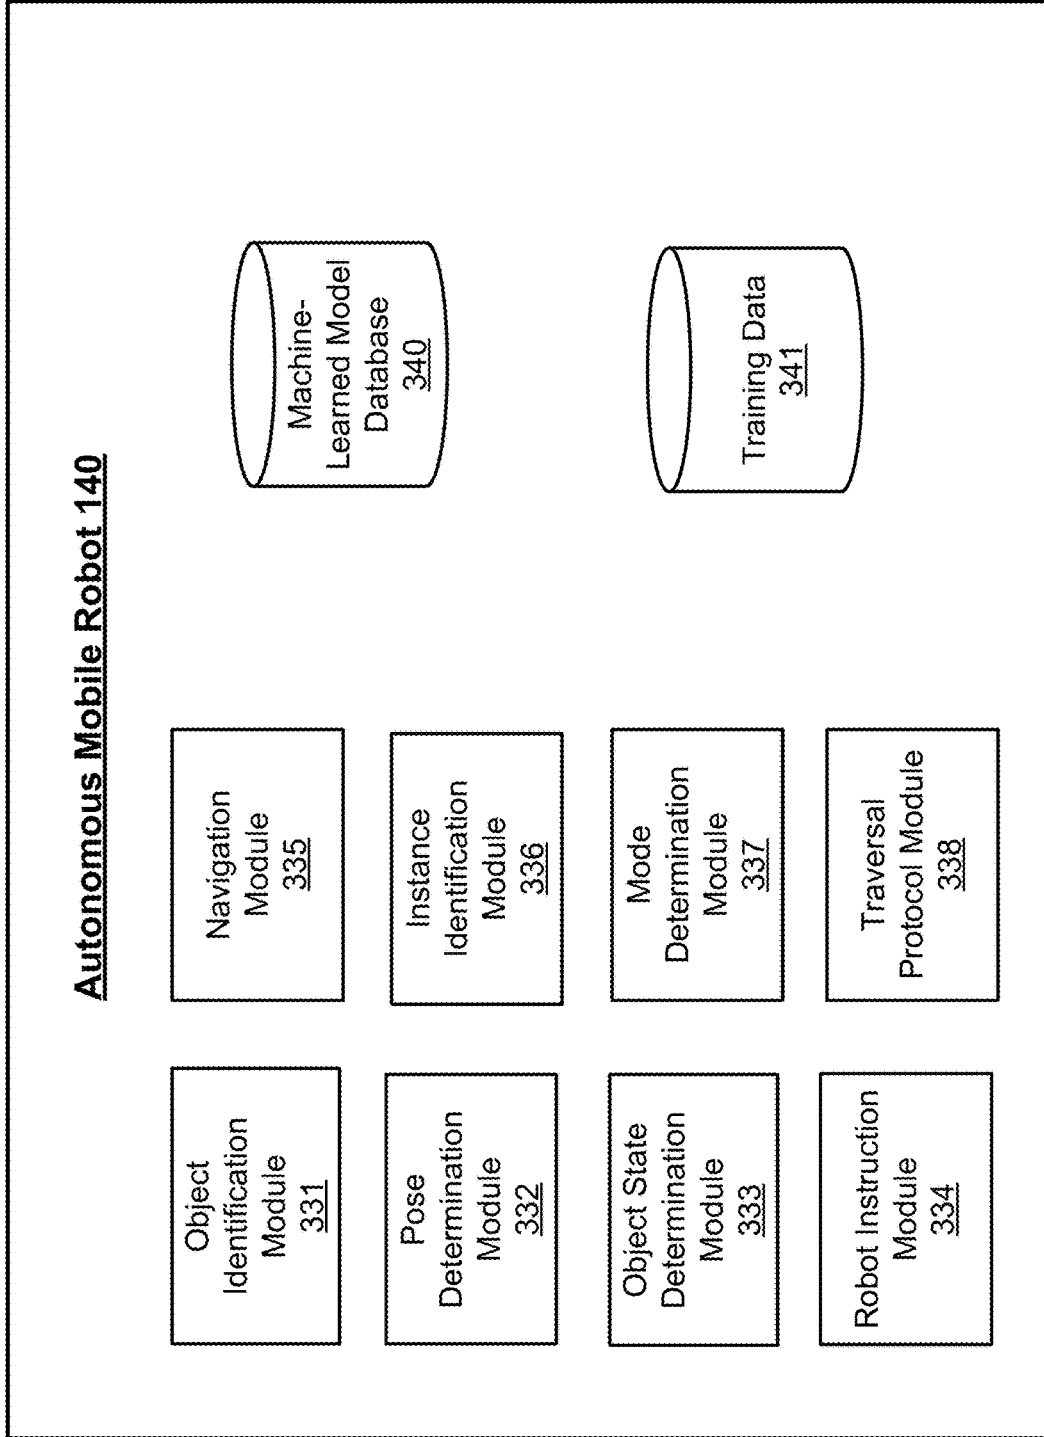 Autonomous Mobile Robot 140
Object
Identification
Module
331
Pose
Determination
Module
332
Object State
Determination
Module
333
Robot Instruction
Module
334
Navigation
Module
335
Instance
Identification
Module
336
Mode
Determination
Module
337
Traversal
Protocol Module
338
Machine-
Learned Model
Database
340
Training Data
341